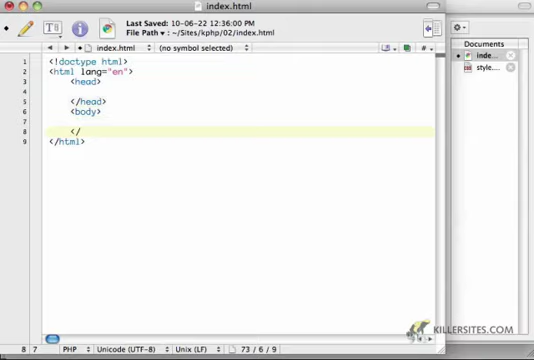 index.html
Last Saved: 10-06-22 12:36:00 PM
File Path ▾: ~/Sites/kphp/02/index.html
index.html (no symbol selected) #
Documents
inde...
style....
1 <!doctype html>
2 <html lang="en">
3 <head>
4
5 </head>
6 <body>
7
8 </
9 </html>
KILLERSITES.COM
8 7 PHP Unicode (UTF-8) Unix (LF) 73 / 6 / 9